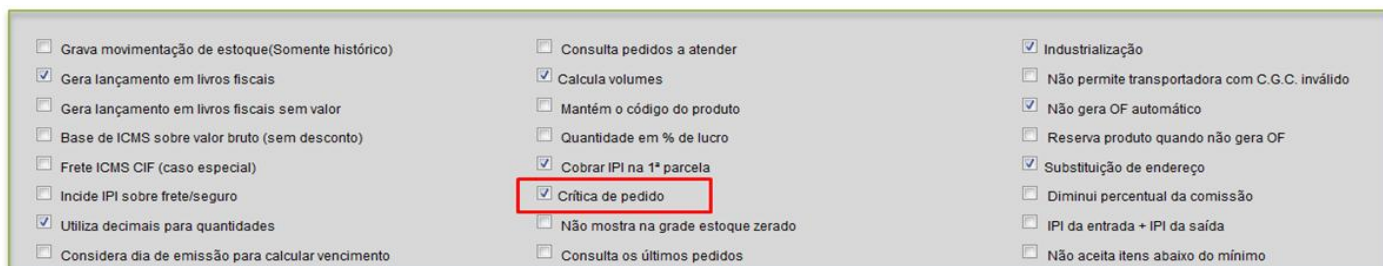 Grava movimentação de estoque(Somente histórico)
Gera lançamento em livros fiscais
Gera lançamento em livros fiscais sem valor
Base de ICMS sobre valor bruto (sem desconto)
Frete ICMS CIF (caso especial)
Incide IPI sobre frete/seguro
Utiliza decimais para quantidades
Considera dia de emissão para calcular vencimento
Consulta pedidos a atender
Calcula volumes
Mantém o código do produto
Quantidade em % de lucro
Cobrar IPI na 1ª parcela
Crítica de pedido
Não mostra na grade estoque zerado
Consulta os últimos pedidos
Industrialização
Não permite transportadora com C.G.C. inválido
Não gera OF automático
Reserva produto quando não gera OF
Substituição de endereço
Diminui percentual da comissão
IPI da entrada + IPI da saída
Não aceita itens abaixo do mínimo